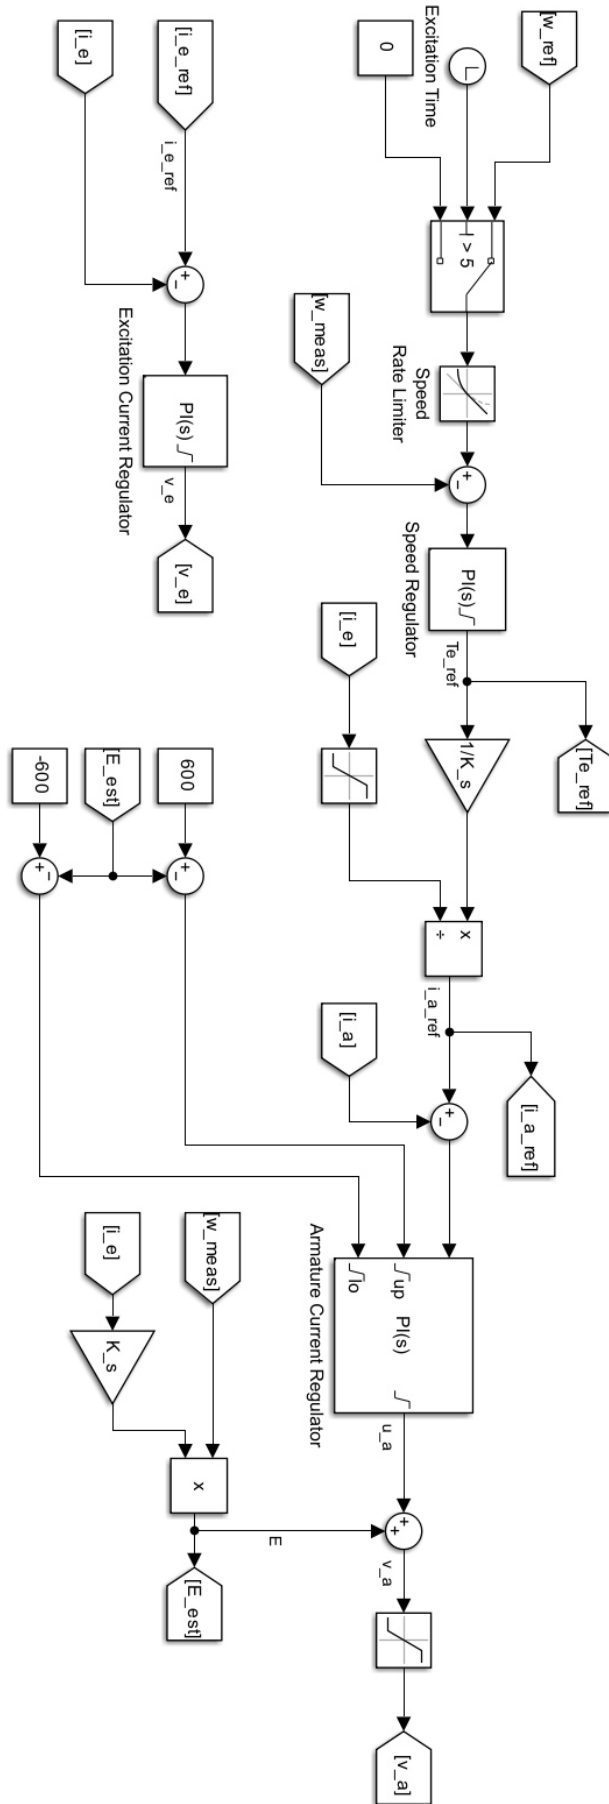 [w_ref]
Excitation Time
0
> 5
Speed
Rate Limiter
[w_meas]
+
−
PI(s)
Speed Regulator
Te_ref
[Te_ref]
1/K_s
[i_e]
x
÷
i_a_ref
[i_a_ref]
[i_a]
+
−
up
lo
PI(s)
Armature Current Regulator
u_a
+
+
v_a
[v_a]
[i_e_ref]
i_e_ref
[i_e]
+
−
PI(s)
Excitation Current Regulator
v_e
[v_e]
600
[E_est]
-600
+
−
+
−
[w_meas]
[i_e]
K_s
x
E
[E_est]